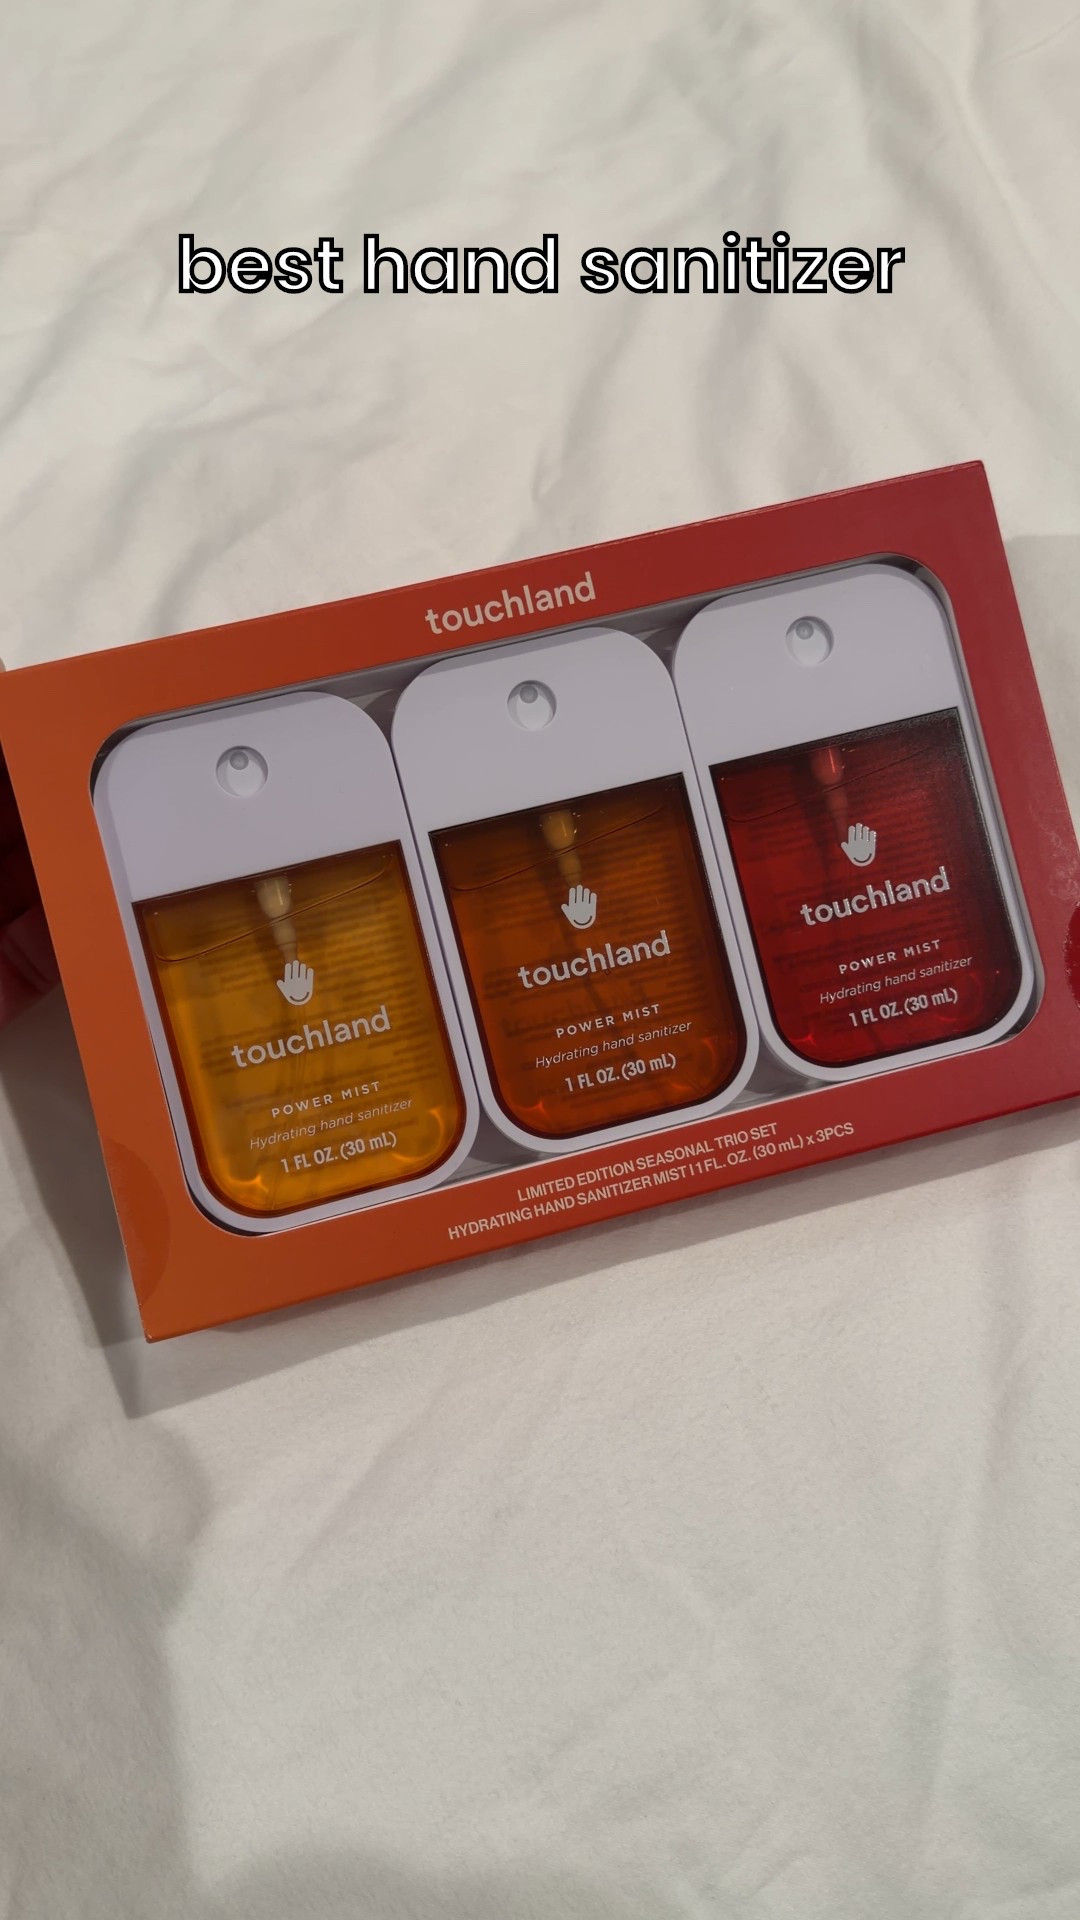 best hand sanitizer
touchland
touchland
POWER MIST
Hydrating hand sanitizer
1 FL OZ. (30 mL)
touchland
POWER MIST
Hydrating hand sanitizer
1 FL OZ. (30 mL)
touchland
POWER MIST
Hydrating hand sanitizer
1 FL OZ. (30 mL)
LIMITED EDITION SEASONAL TRIO SET
HYDRATING HAND SANITIZER MIST | 1 FL. OZ. (30 mL) x 3PCS